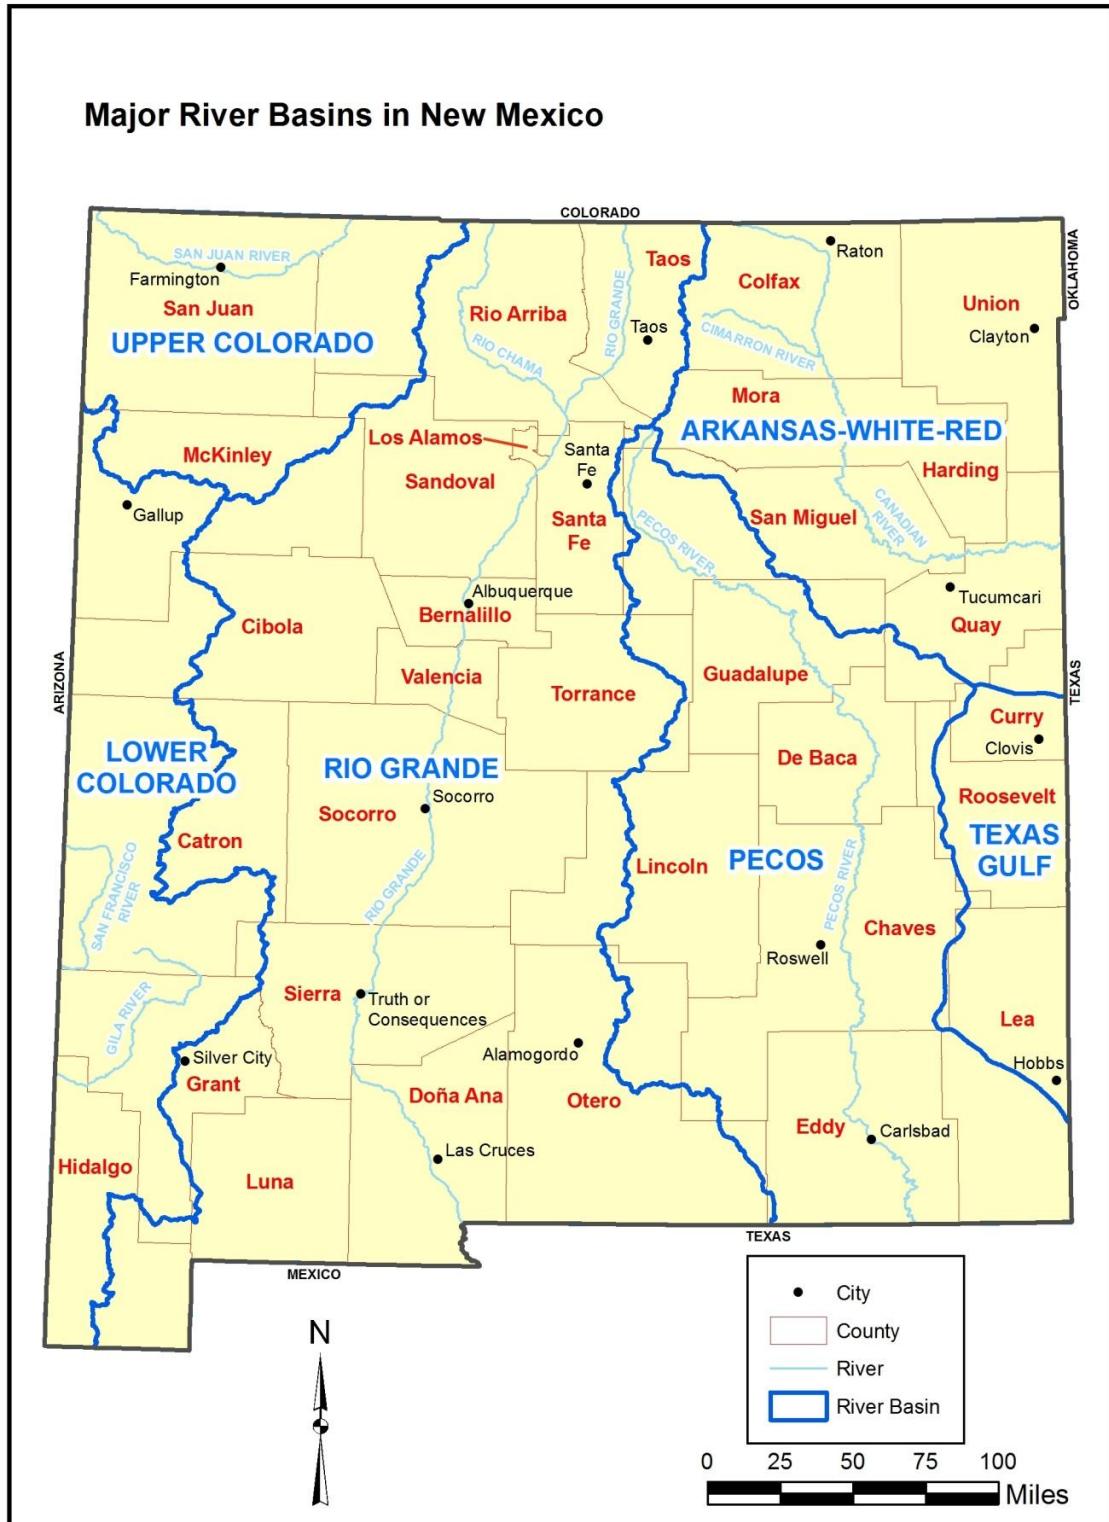 Major River Basins in New Mexico
COLORADO
OKLAHOMA
SAN JUAN RIVER
Farmington
San Juan
UPPER COLORADO
Rio Arriba
RIO CHAMA
RIO GRANDE
Taos
Taos
Colfax
Raton
Union
Clayton
CIMARRON RIVER
Mora
ARKANSAS-WHITE-RED
Harding
McKinley
Gallup
Los Alamos
Sandoval
Santa
Fe
Santa
Fe
PECOS RIVER
San Miguel
CANADIAN
RIVER
Tucumcari
Quay
Albuquerque
Bernalillo
Cibola
Valencia
Torrance
Guadalupe
ARIZONA
TEXAS
LOWER
COLORADO
RIO GRANDE
Socorro
Socorro
Catron
De Baca
Curry
Clovis
Roosevelt
TEXAS
GULF
Lincoln
PECOS
PECOS RIVER
RIO GRANDE
SAN FRANCISCO
RIVER
Chaves
Roswell
GILA RIVER
Sierra
Truth or
Consequences
Alamogordo
Lea
Hobbs
Silver City
Grant
Doña Ana
Otero
Eddy
Carlsbad
Las Cruces
Hidalgo
Luna
TEXAS
MEXICO
N
City
County
River
River Basin
0 25 50 75 100
Miles